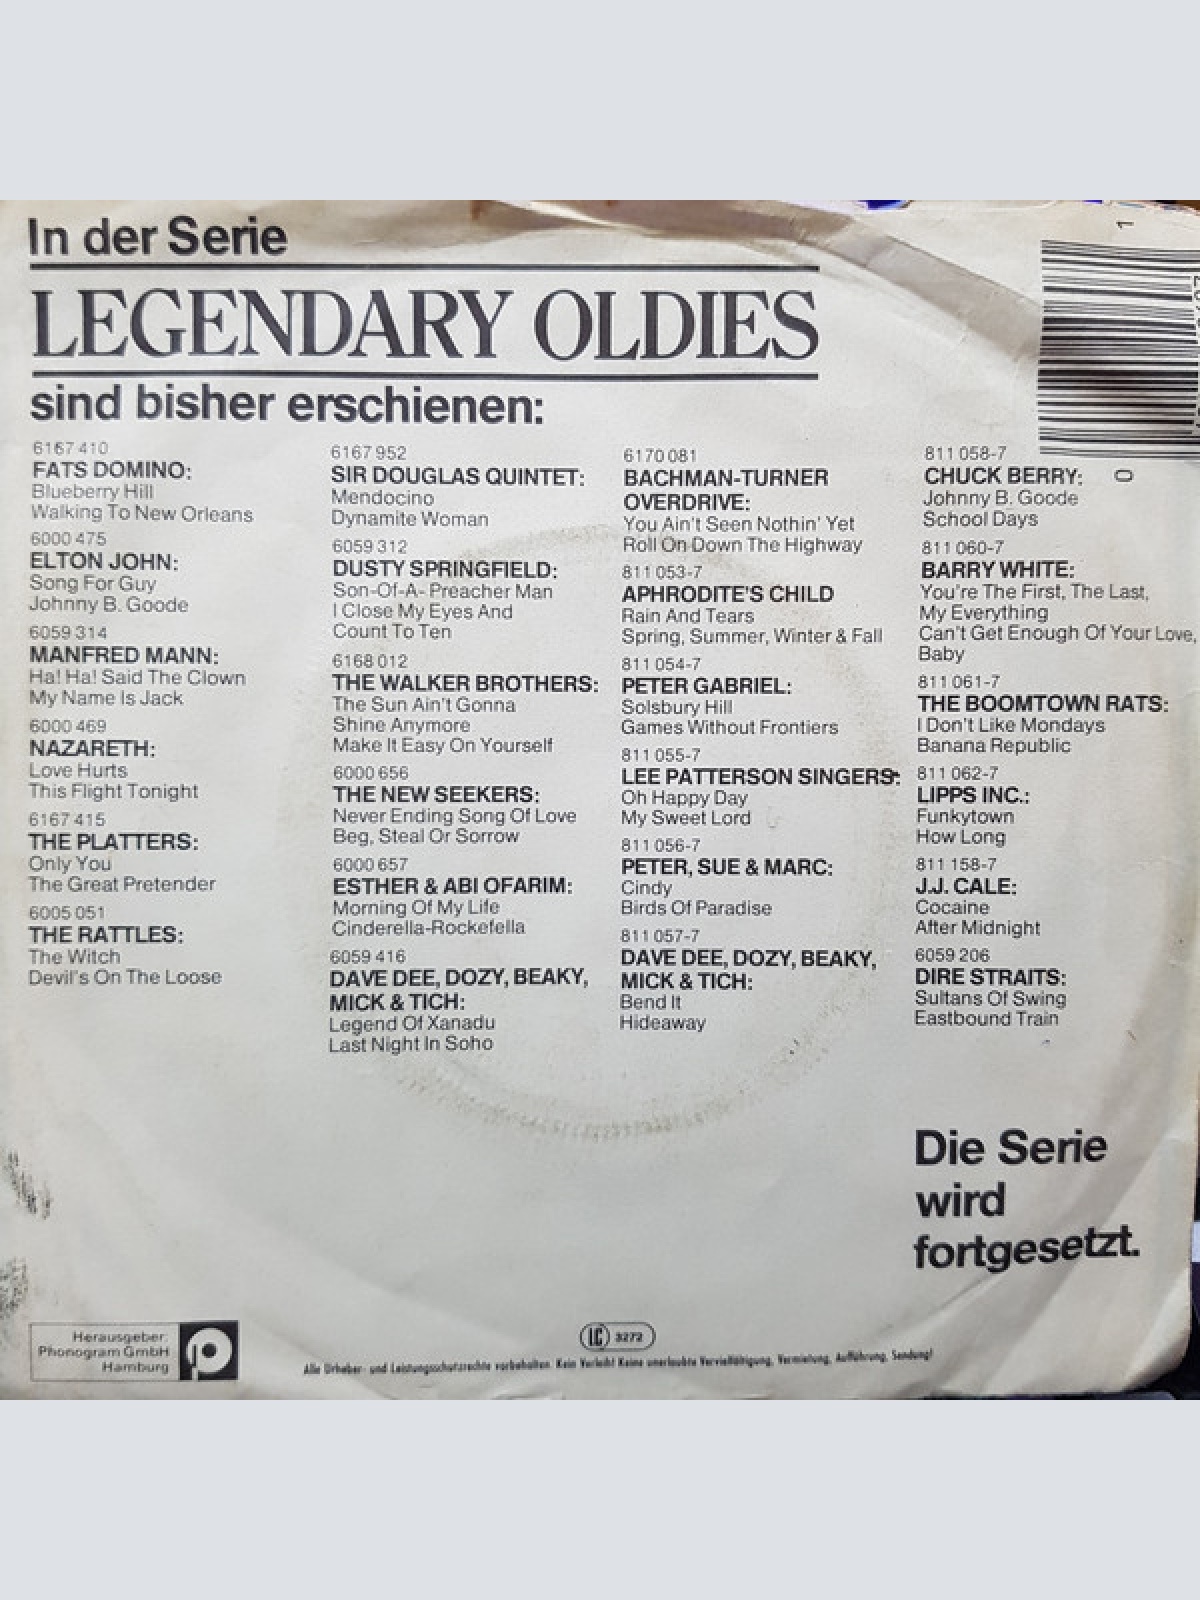 In der Serie
LEGENDARY OLDIES
sind bisher erschienen:
6167 410
FATS DOMINO:
Blueberry Hill
Walking To New Orleans
6000 475
ELTON JOHN:
Song For Guy
Johnny B. Goode
6059 314
MANFRED MANN:
Ha! Ha! Said The Clown
My Name Is Jack
6000 469
NAZARETH:
Love Hurts
This Flight Tonight
6167 415
THE PLATTERS:
Only You
The Great Pretender
6005 051
THE RATTLES:
The Witch
Devil's On The Loose
6167 952
SIR DOUGLAS QUINTET:
Mendocino
Dynamite Woman
6059 312
DUSTY SPRINGFIELD:
Son-Of-A- Preacher Man
I Close My Eyes And
Count To Ten
6168 012
THE WALKER BROTHERS:
The Sun Ain't Gonna
Shine Anymore
Make It Easy On Yourself
6000 656
THE NEW SEEKERS:
Never Ending Song Of Love
Beg, Steal Or Sorrow
6000 657
ESTHER & ABI OFARIM:
Morning Of My Life
Cinderella-Rockefella
6059 416
DAVE DEE, DOZY, BEAKY,
MICK & TICH:
Legend Of Xanadu
Last Night In Soho
6170 081
BACHMAN-TURNER
OVERDRIVE:
You Ain't Seen Nothin' Yet
Roll On Down The Highway
811 053-7
APHRODITE'S CHILD
Rain And Tears
Spring, Summer, Winter & Fall
811 054-7
PETER GABRIEL:
Solsbury Hill
Games Without Frontiers
811 055-7
LEE PATTERSON SINGERS:
Oh Happy Day
My Sweet Lord
811 056-7
PETER, SUE & MARC:
Cindy
Birds Of Paradise
811 057-7
DAVE DEE, DOZY, BEAKY,
MICK & TICH:
Bend It
Hideaway
811 058-7
CHUCK BERRY:
Johnny B. Goode
School Days
811 060-7
BARRY WHITE:
You're The First, The Last,
My Everything
Can't Get Enough Of Your Love,
Baby
811 061-7
THE BOOMTOWN RATS:
I Don't Like Mondays
Banana Republic
811 062-7
LIPPS INC.:
Funkytown
How Long
811 158-7
J.J. CALE:
Cocaine
After Midnight
6059 206
DIRE STRAITS:
Sultans Of Swing
Eastbound Train
1
0
Die Serie
wird
fortgesetzt.
Herausgeber:
Phonogram GmbH
Hamburg
LC 3272
Alle Urheber- und Leistungsschutzrechte vorbehalten. Kein Verleih! Keine unerlaubte Vervielfältigung, Vermietung, Aufführung, Sendung!